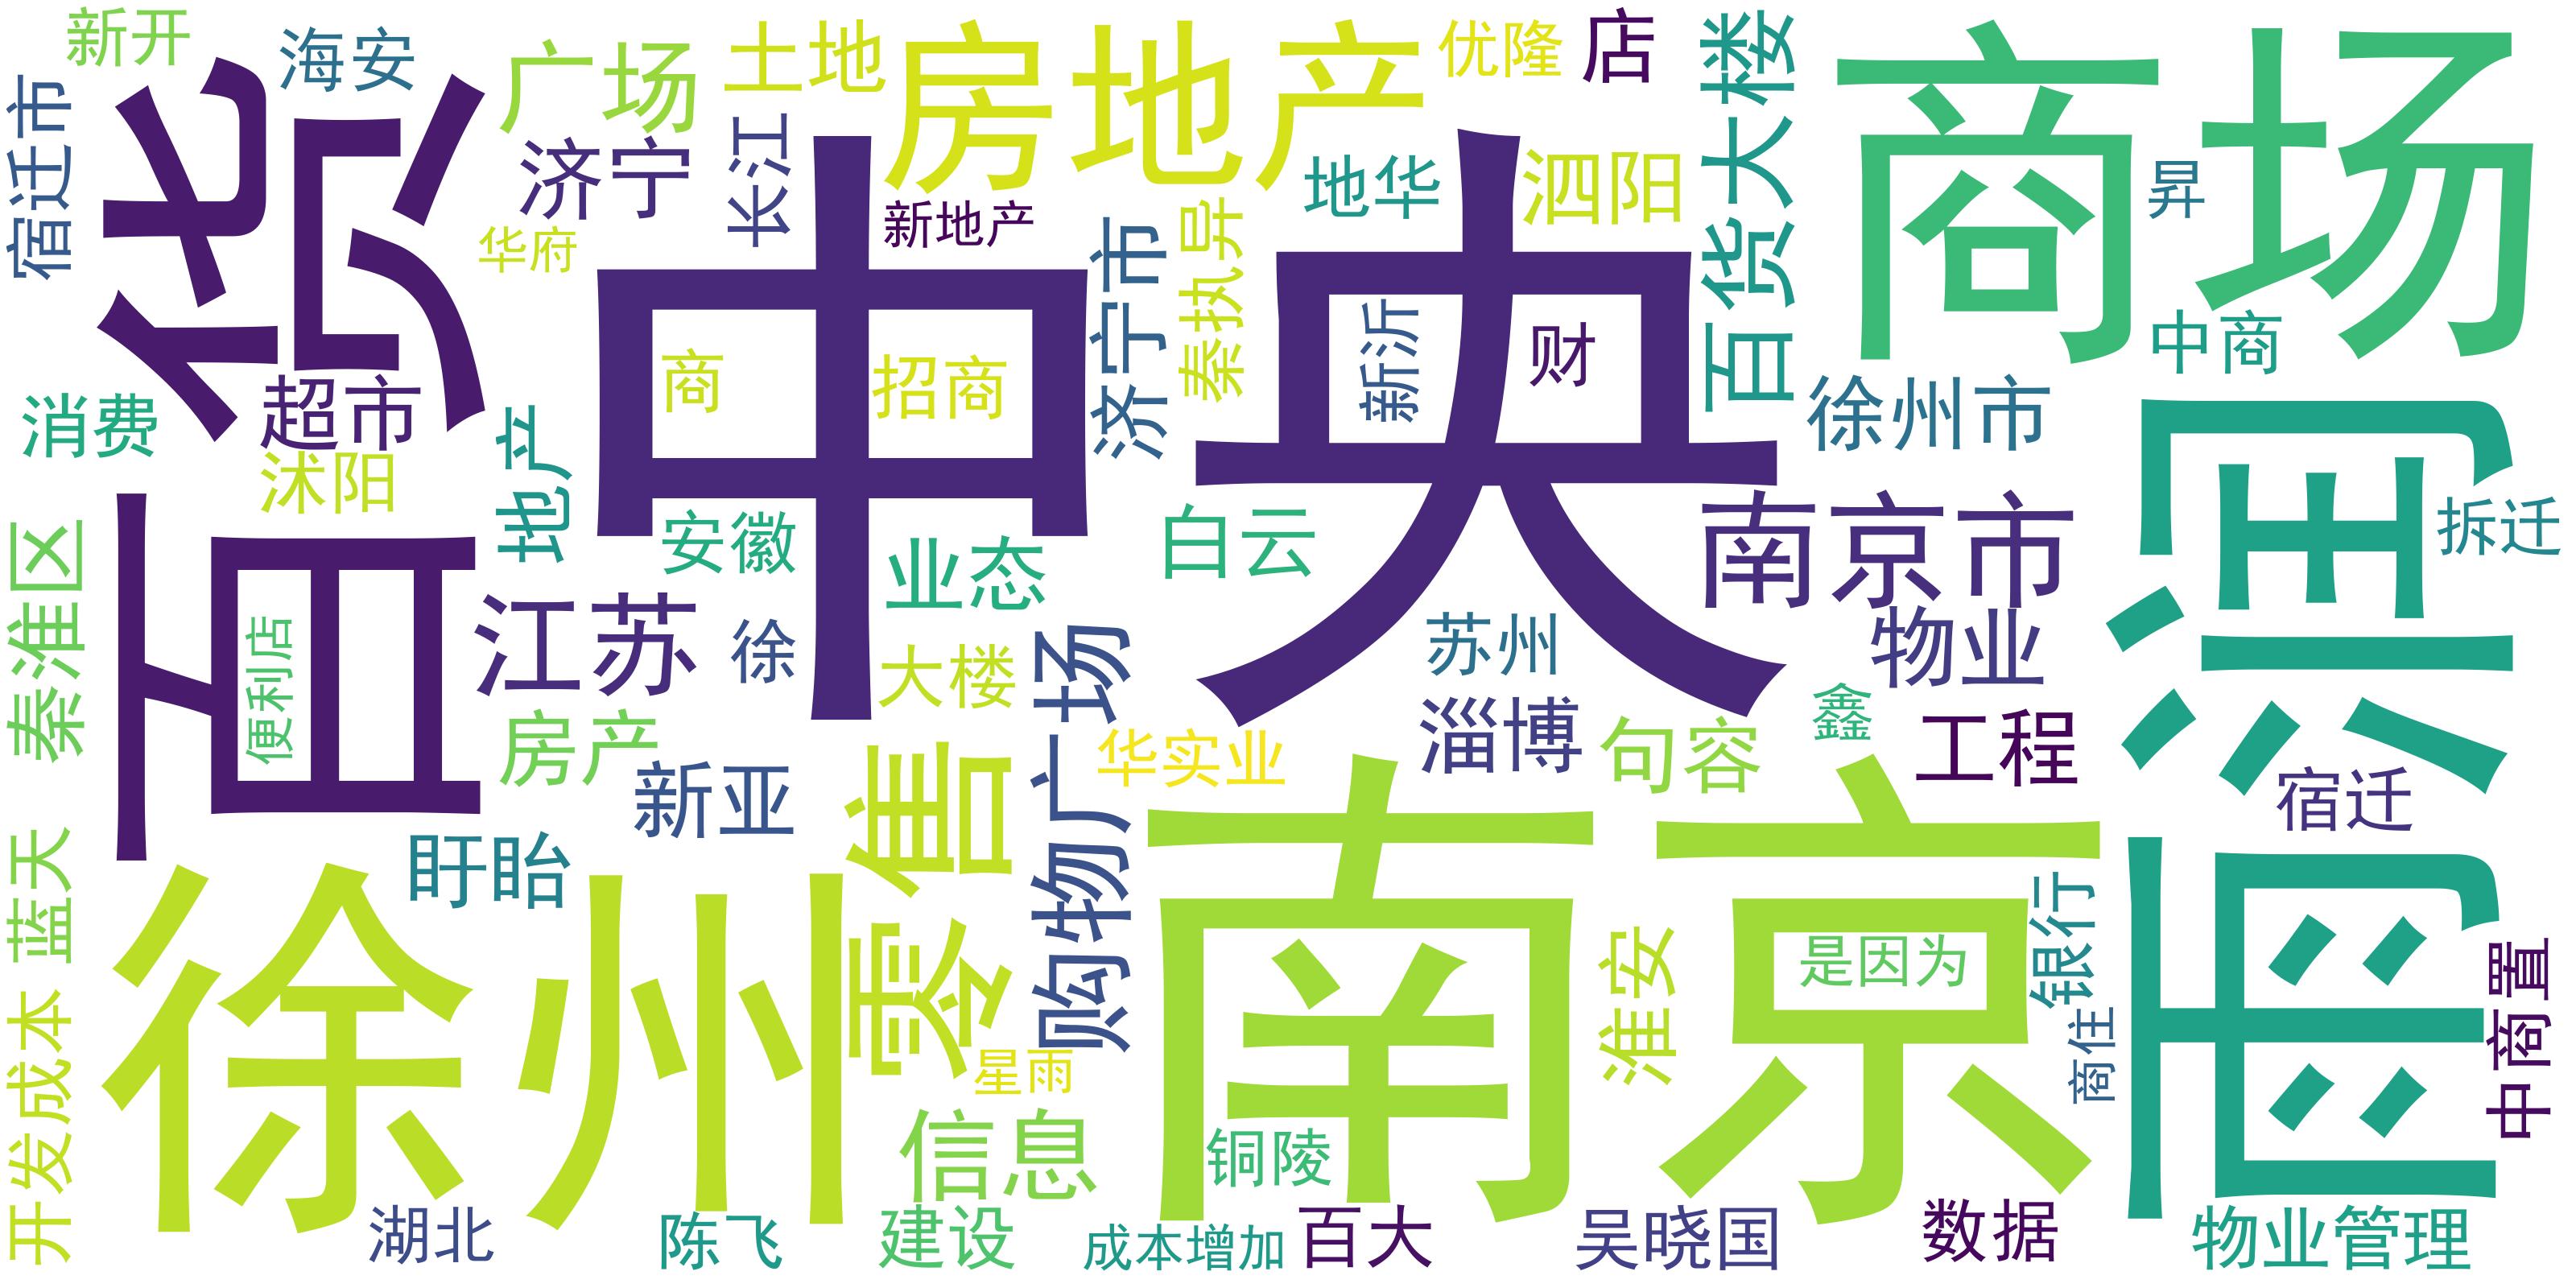 新开
海安
宿迁市
百货
广场
土地
房地产
优隆
店
百货大楼
商场
济宁
长江
新地产
华府
中央
地华
泗阳
昇
济宁市
秦执异
新沂
财
商
招商
中商
消费
超市
沭阳
地产
徐州市
雨润
南京市
拆迁
安徽
业态
白云
秦淮区
便利店
江苏
徐
大楼
购物广场
苏州
物业
淄博
句容
鑫
工程
房产
新亚
零售
华实业
宿迁
蓝天
盱眙
徐州
南京
淮安
是因为
银行
商住
中商置
开发成本
星雨
信息
铜陵
湖北
陈飞
建设
成本增加
百大
吴晓国
数据
物业管理